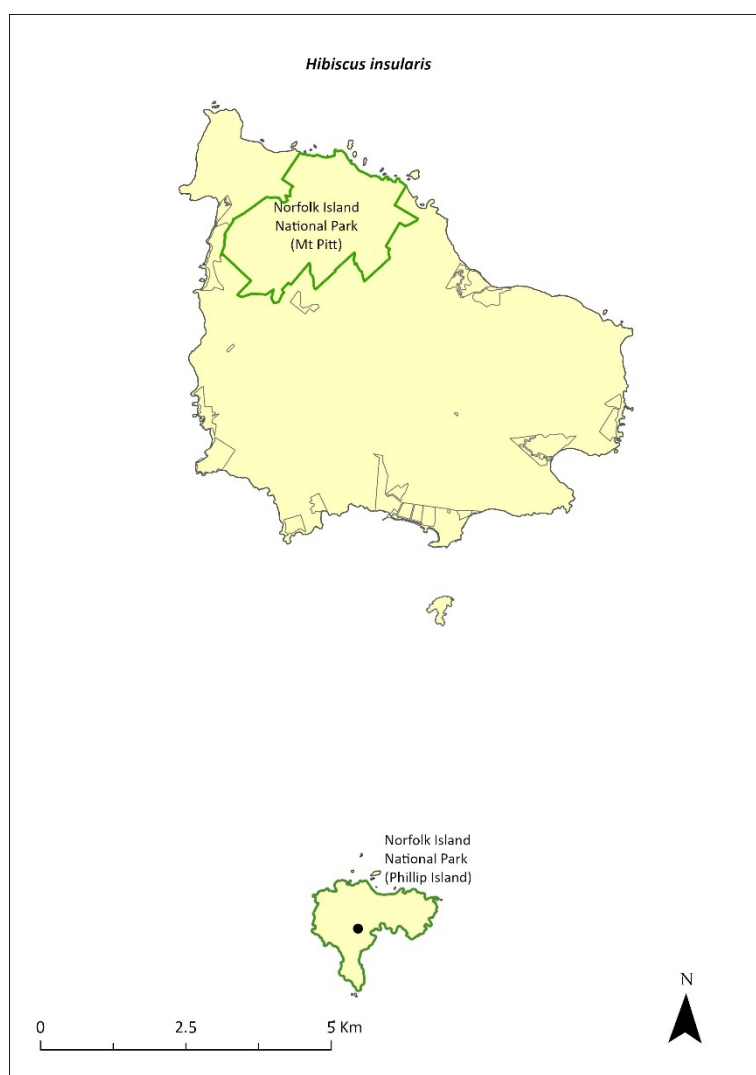 Hibiscus insularis
Norfolk Island
National Park
(Mt Pitt)
Norfolk Island
National Park
(Phillip Island)
N
0 2.5 5 Km